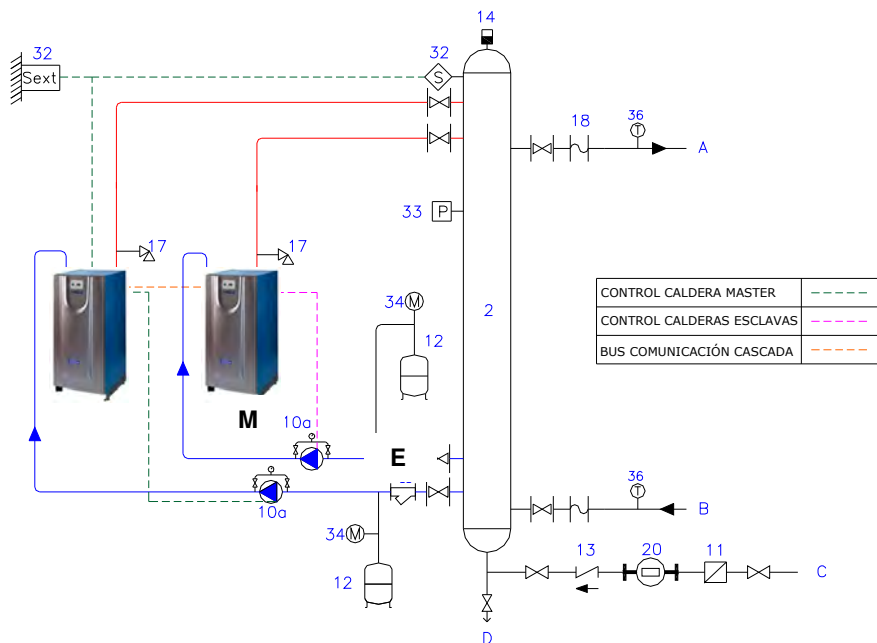 14
32
32
Sext
S
18
36
T
A
33
P
17
17
34
M
12
2
CONTROL CALDERA MASTER
CONTROL CALDERAS ESCLAVAS
BUS COMUNICACIÓN CASCADA
M
10a
E
10a
36
T
B
34
M
12
13
20
11
C
D